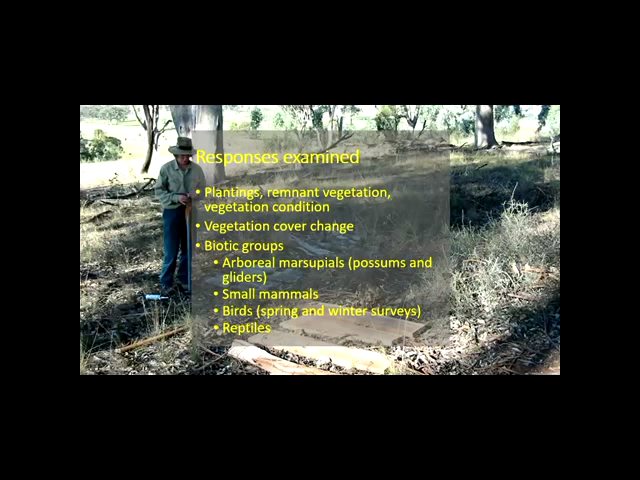 Responses examined
• Plantings, remnant vegetation,
vegetation condition
• Vegetation cover change
• Biotic groups
• Arboreal marsupials (possums and
gliders)
• Small mammals
• Birds (spring and winter surveys)
• Reptiles